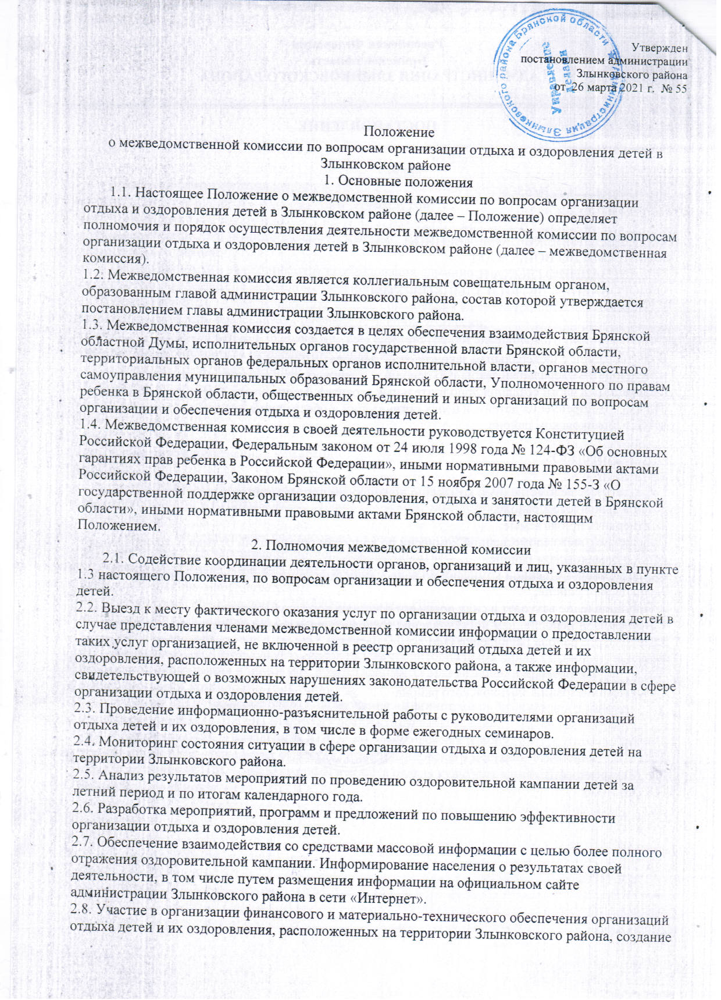 Утвержден
постановлением администрации
Злынковского района
от 26 марта 2021 г. № 55
Администрация Злынковского района Брянской области
Управление
делами
Положение
о межведомственной комиссии по вопросам организации отдыха и оздоровления детей в
Злынковском районе
1. Основные положения
1.1. Настоящее Положение о межведомственной комиссии по вопросам организации
отдыха и оздоровления детей в Злынковском районе (далее – Положение) определяет
полномочия и порядок осуществления деятельности межведомственной комиссии по вопросам
организации отдыха и оздоровления детей в Злынковском районе (далее – межведомственная
комиссия).
1.2. Межведомственная комиссия является коллегиальным совещательным органом,
образованным главой администрации Злынковского района, состав которой утверждается
постановлением главы администрации Злынковского района.
1.3. Межведомственная комиссия создается в целях обеспечения взаимодействия Брянской
областной Думы, исполнительных органов государственной власти Брянской области,
территориальных органов федеральных органов исполнительной власти, органов местного
самоуправления муниципальных образований Брянской области, Уполномоченного по правам
ребенка в Брянской области, общественных объединений и иных организаций по вопросам
организации и обеспечения отдыха и оздоровления детей.
1.4. Межведомственная комиссия в своей деятельности руководствуется Конституцией
Российской Федерации, Федеральным законом от 24 июля 1998 года № 124-ФЗ «Об основных
гарантиях прав ребенка в Российской Федерации», иными нормативными правовыми актами
Российской Федерации, Законом Брянской области от 15 ноября 2007 года № 155-З «О
государственной поддержке организации оздоровления, отдыха и занятости детей в Брянской
области», иными нормативными правовыми актами Брянской области, настоящим
Положением.
2. Полномочия межведомственной комиссии
2.1. Содействие координации деятельности органов, организаций и лиц, указанных в пункте
1.3 настоящего Положения, по вопросам организации и обеспечения отдыха и оздоровления
детей.
2.2. Выезд к месту фактического оказания услуг по организации отдыха и оздоровления детей в
случае представления членами межведомственной комиссии информации о предоставлении
таких услуг организацией, не включенной в реестр организаций отдыха детей и их
оздоровления, расположенных на территории Злынковского района, а также информации,
свидетельствующей о возможных нарушениях законодательства Российской Федерации в сфере
организации отдыха и оздоровления детей.
2.3. Проведение информационно-разъяснительной работы с руководителями организаций
отдыха детей и их оздоровления, в том числе в форме ежегодных семинаров.
2.4. Мониторинг состояния ситуации в сфере организации отдыха и оздоровления детей на
территории Злынковского района.
2.5. Анализ результатов мероприятий по проведению оздоровительной кампании детей за
летний период и по итогам календарного года.
2.6. Разработка мероприятий, программ и предложений по повышению эффективности
организации отдыха и оздоровления детей.
2.7. Обеспечение взаимодействия со средствами массовой информации с целью более полного
отражения оздоровительной кампании. Информирование населения о результатах своей
деятельности, в том числе путем размещения информации на официальном сайте
администрации Злынковского района в сети «Интернет».
2.8. Участие в организации финансового и материально-технического обеспечения организаций
отдыха детей и их оздоровления, расположенных на территории Злынковского района, создание